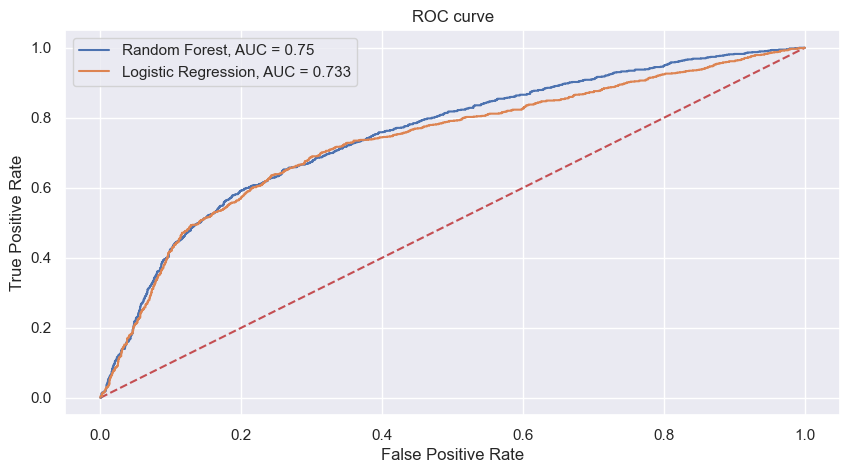 ROC curve
Random Forest, AUC = 0.75
Logistic Regression, AUC = 0.733
True Positive Rate
1.0
0.8
0.6
0.4
0.2
0.0
0.0 0.2 0.4 0.6 0.8 1.0
False Positive Rate